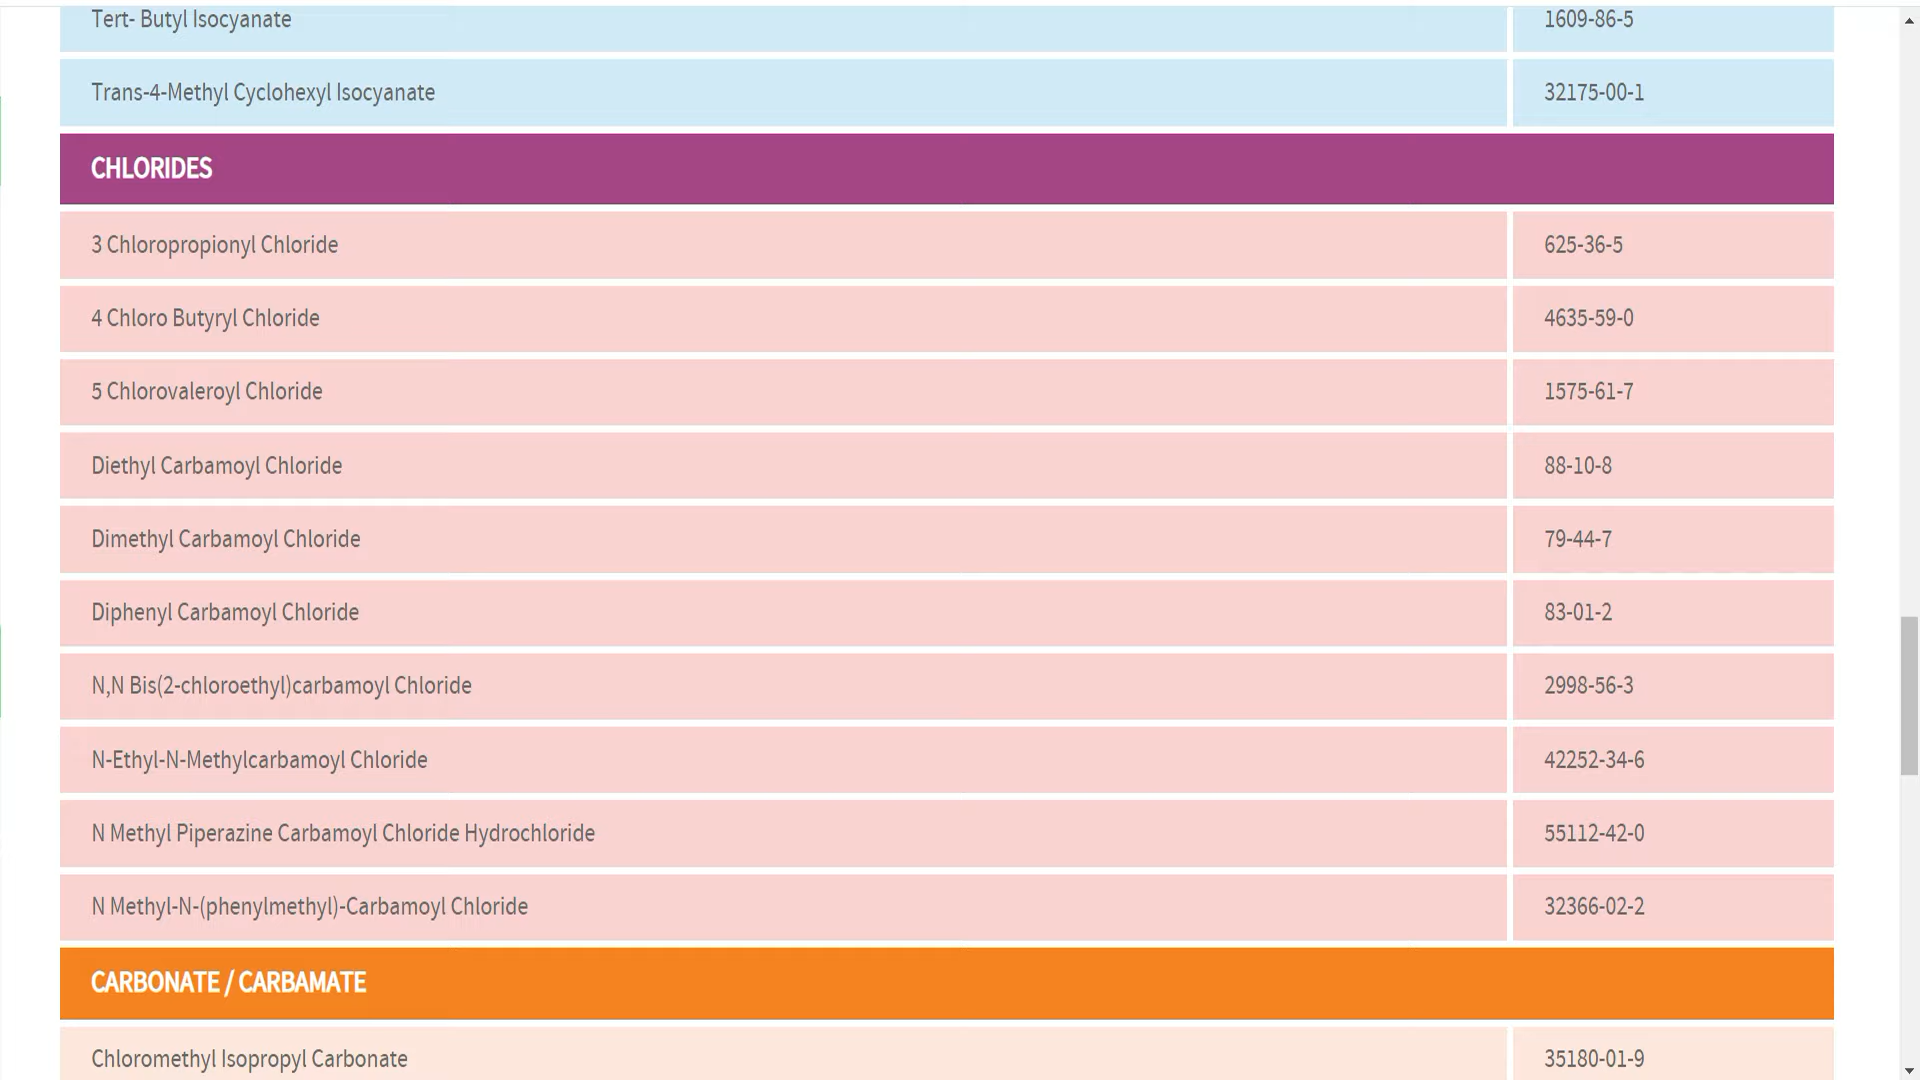 Tert- Butyl Isocyanate 1609-86-5
Trans-4-Methyl Cyclohexyl Isocyanate 32175-00-1
CHLORIDES
3 Chloropropionyl Chloride 625-36-5
4 Chloro Butyryl Chloride 4635-59-0
5 Chlorovaleroyl Chloride 1575-61-7
Diethyl Carbamoyl Chloride 88-10-8
Dimethyl Carbamoyl Chloride 79-44-7
Diphenyl Carbamoyl Chloride 83-01-2
N,N Bis(2-chloroethyl)carbamoyl Chloride 2998-56-3
N-Ethyl-N-Methylcarbamoyl Chloride 42252-34-6
N Methyl Piperazine Carbamoyl Chloride Hydrochloride 55112-42-0
N Methyl-N-(phenylmethyl)-Carbamoyl Chloride 32366-02-2
CARBONATE / CARBAMATE
Chloromethyl Isopropyl Carbonate 35180-01-9